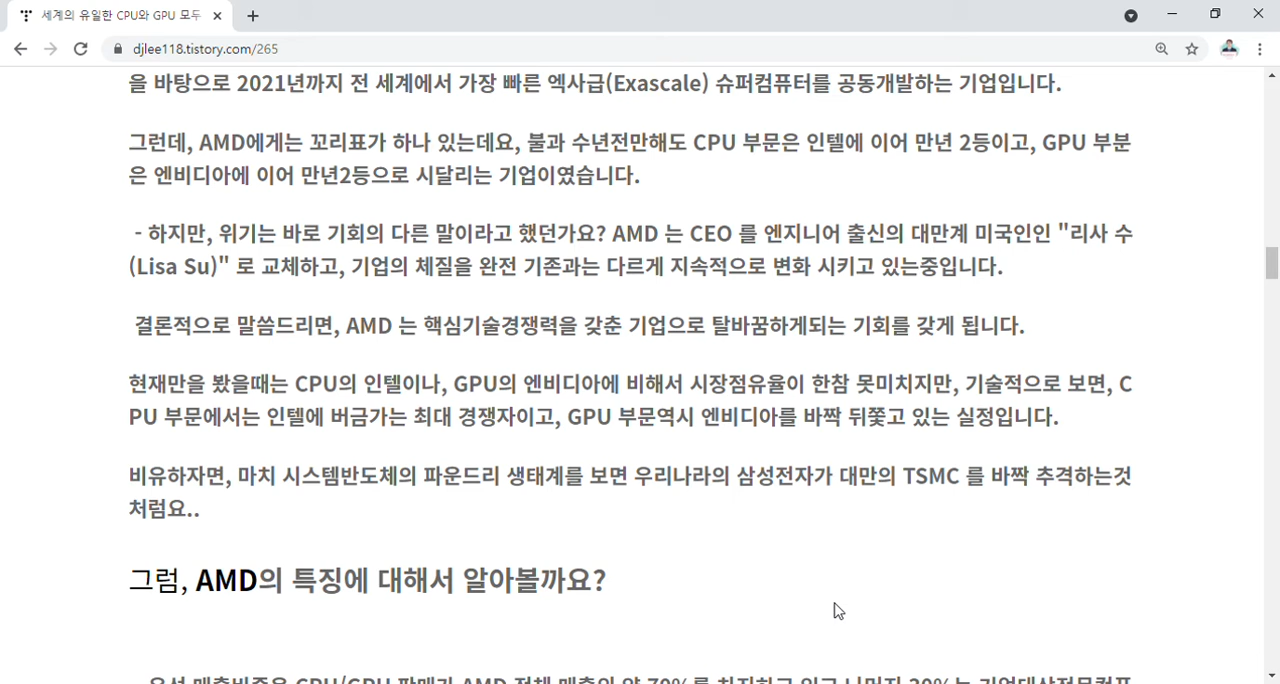 세계의 유일한 CPU와 GPU 모두
djlee118.tistory.com/265
을 바탕으로 2021년까지 전 세계에서 가장 빠른 엑사급(Exascale) 슈퍼컴퓨터를 공동개발하는 기업입니다.
그런데, AMD에게는 꼬리표가 하나 있는데요, 불과 수년전만해도 CPU 부문은 인텔에 이어 만년 2등이고, GPU 부분
은 엔비디아에 이어 만년2등으로 시달리는 기업이였습니다.
- 하지만, 위기는 바로 기회의 다른 말이라고 했던가요? AMD 는 CEO 를 엔지니어 출신의 대만계 미국인인 "리사 수
(Lisa Su)" 로 교체하고, 기업의 체질을 완전 기존과는 다르게 지속적으로 변화 시키고 있는중입니다.
결론적으로 말씀드리면, AMD 는 핵심기술경쟁력을 갖춘 기업으로 탈바꿈하게되는 기회를 갖게 됩니다.
현재만을 봤을때는 CPU의 인텔이나, GPU의 엔비디아에 비해서 시장점유율이 한참 못미치지만, 기술적으로 보면, C
PU 부문에서는 인텔에 버금가는 최대 경쟁자이고, GPU 부문역시 엔비디아를 바짝 뒤쫓고 있는 실정입니다.
비유하자면, 마치 시스템반도체의 파운드리 생태계를 보면 우리나라의 삼성전자가 대만의 TSMC 를 바짝 추격하는것
처럼요..
그럼, AMD의 특징에 대해서 알아볼까요?